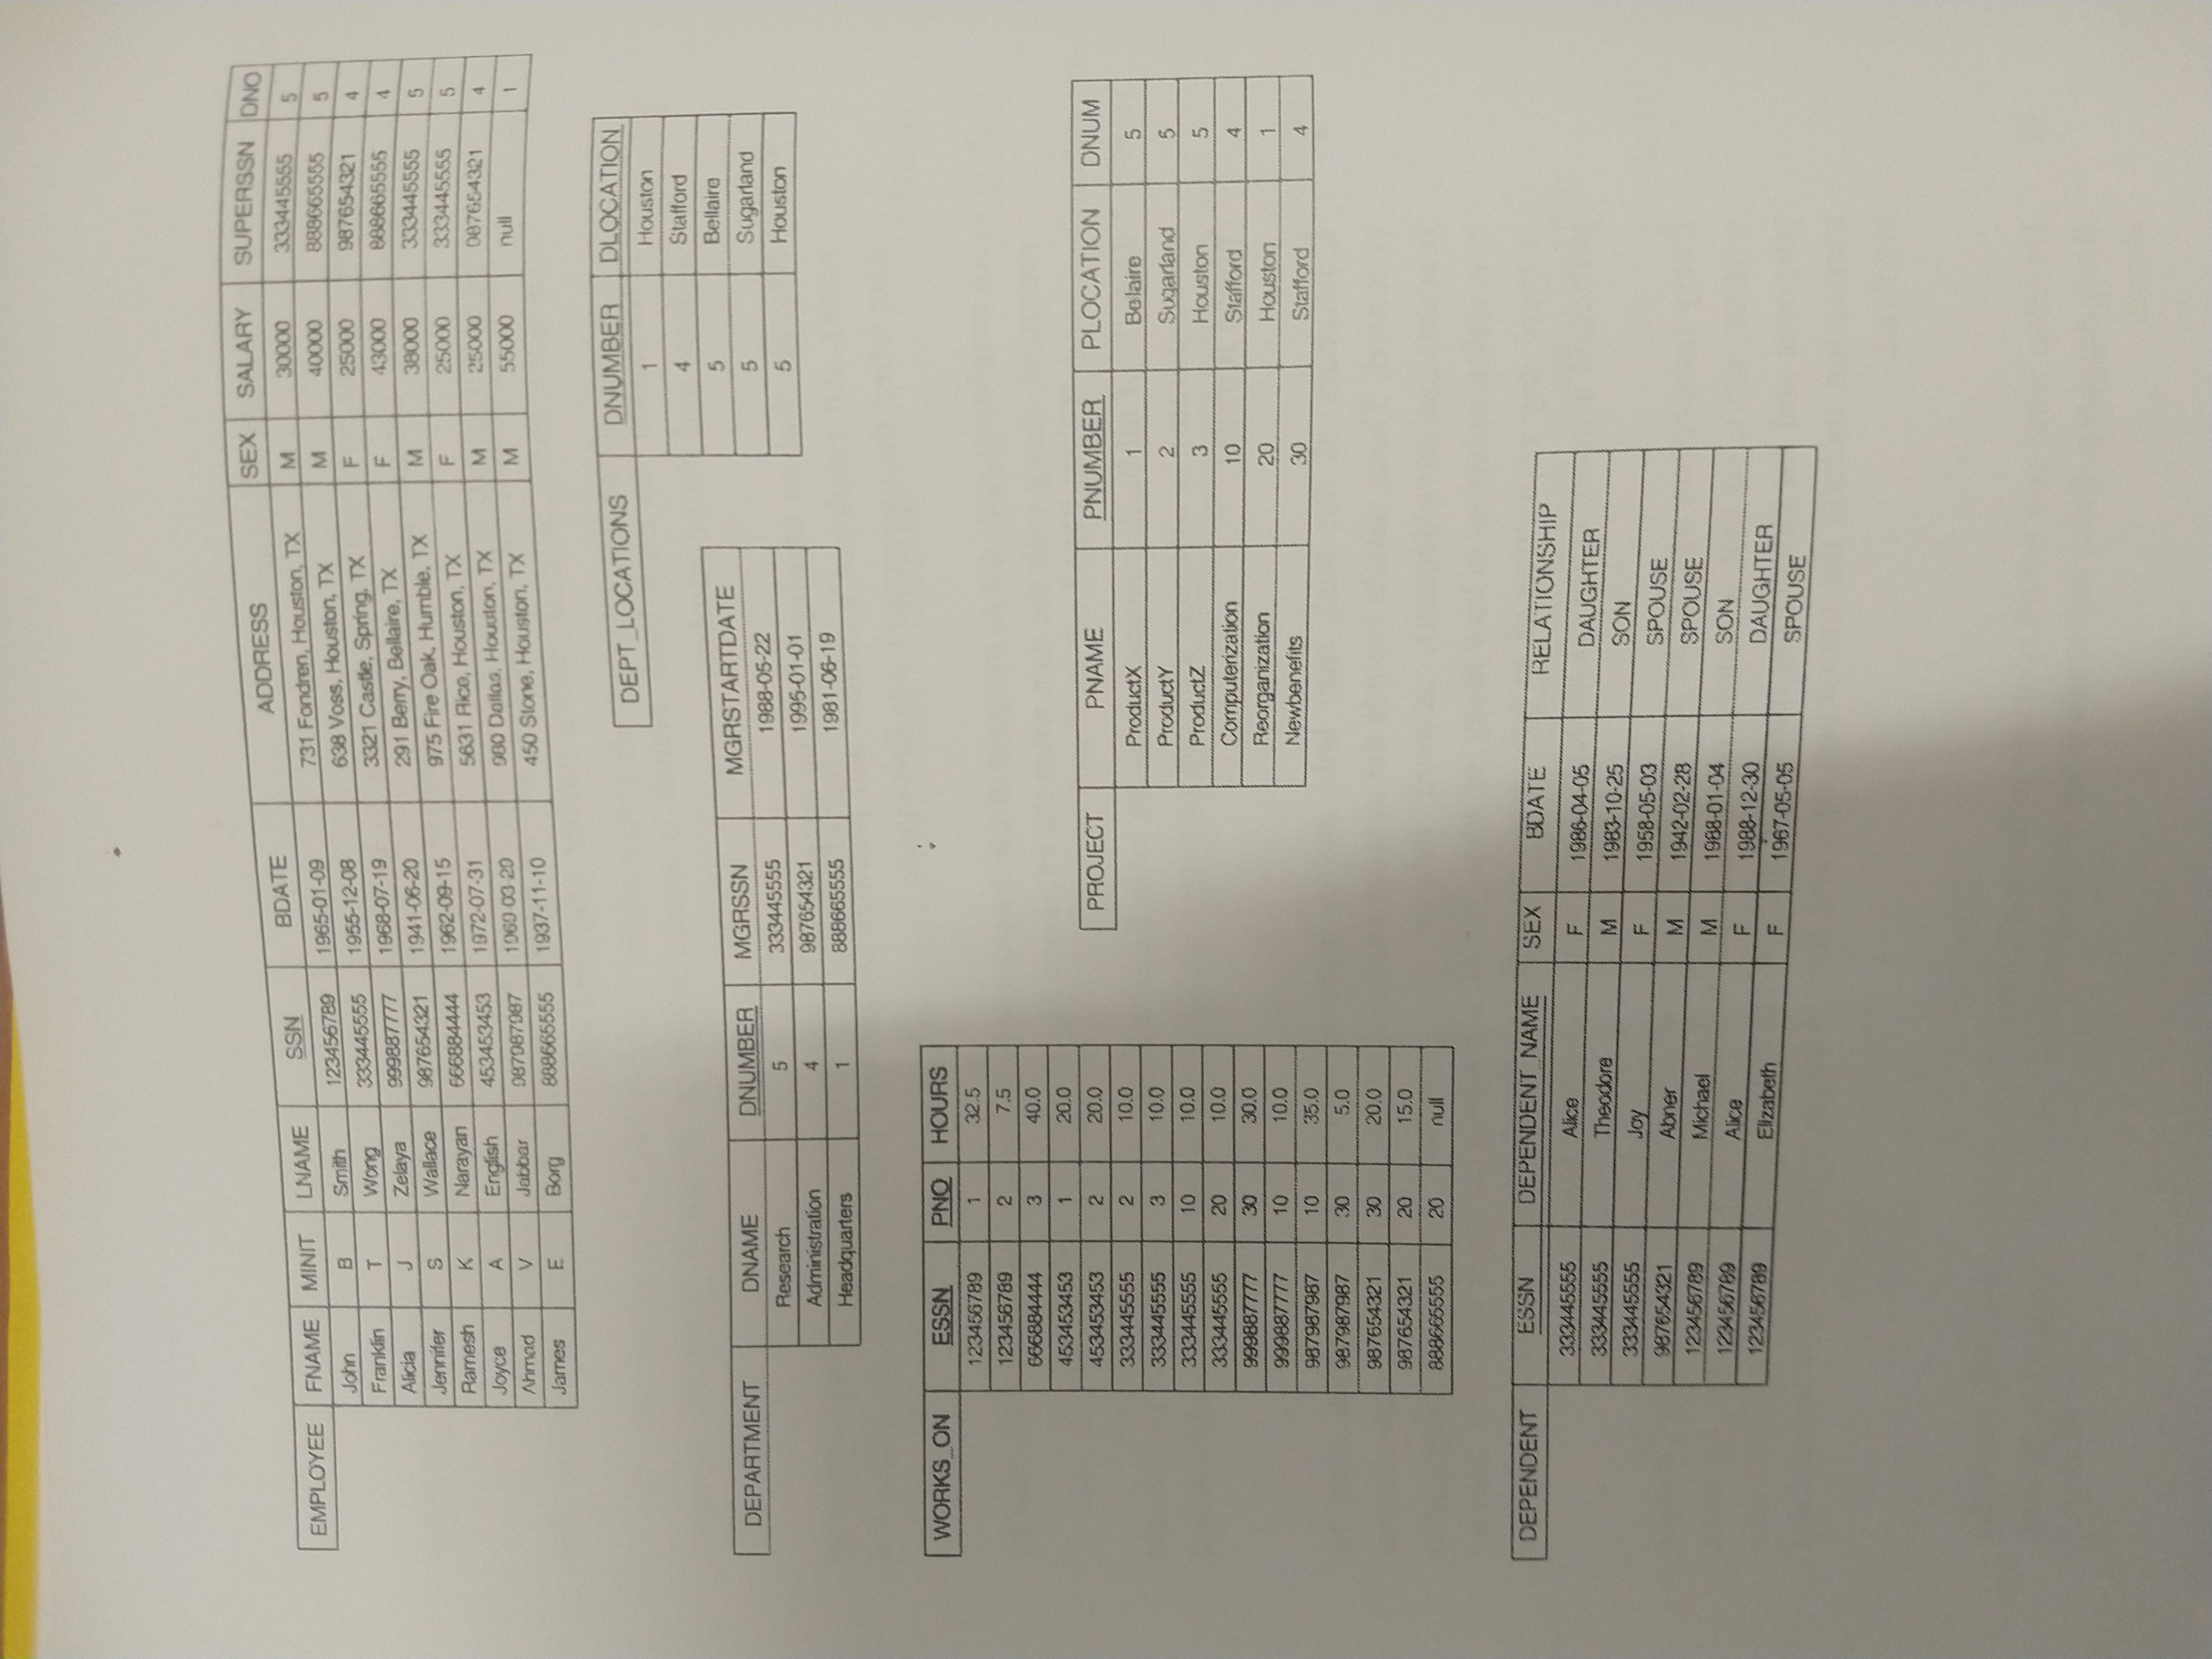 EMPLOYEE FNAME MINIT LNAME SSN BDATE ADDRESS SEX SALARY SUPERSSN DNO
John B Smith 123456789 1965-01-09 731 Fondren, Houston, TX M 30000 333445555 5
Franklin T Wong 333445555 1955-12-08 638 Voss, Houston, TX M 40000 888665555 5
Alicia J Zelaya 999887777 1968-07-19 3321 Castle, Spring, TX F 25000 987654321 4
Jennifer S Wallace 987654321 1941-06-20 291 Berry, Bellaire, TX F 43000 888665555 4
Ramesh K Narayan 666884444 1962-09-15 975 Fire Oak, Humble, TX M 38000 333445555 5
Joyce A English 453453453 1972-07-31 5631 Rice, Houston, TX F 25000 333445555 5
Ahmad V Jabbar 987987987 1969-03-29 980 Dallas, Houston, TX M 25000 987654321 4
James E Borg 888665555 1937-11-10 450 Stone, Houston, TX M 55000 null 1
DEPT_LOCATIONS DNUMBER DLOCATION
1 Houston
4 Stafford
5 Bellaire
5 Sugarland
5 Houston
DEPARTMENT DNAME DNUMBER MGRSSN MGRSTARTDATE
Research 5 333445555 1988-05-22
Administration 4 987654321 1995-01-01
Headquarters 1 888665555 1981-06-19
WORKS_ON ESSN PNO HOURS
123456789 1 32.5
123456789 2 7.5
666884444 3 40.0
453453453 1 20.0
453453453 2 20.0
333445555 2 10.0
333445555 3 10.0
333445555 10 10.0
333445555 20 10.0
999887777 30 30.0
999887777 10 10.0
987987987 10 35.0
987987987 30 5.0
987654321 30 20.0
987654321 20 15.0
888665555 20 null
PROJECT PNAME PNUMBER PLOCATION DNUM
ProductX 1 Bellaire 5
ProductY 2 Sugarland 5
ProductZ 3 Houston 5
Computerization 10 Stafford 4
Reorganization 20 Houston 1
Newbenefits 30 Stafford 4
DEPENDENT ESSN DEPENDENT_NAME SEX BDATE RELATIONSHIP
333445555 Alice F 1986-04-05 DAUGHTER
333445555 Theodore M 1983-10-25 SON
333445555 Joy F 1958-05-03 SPOUSE
987654321 Abner M 1942-02-28 SPOUSE
123456789 Michael M 1988-01-04 SON
123456789 Alice F 1988-12-30 DAUGHTER
123456789 Elizabeth F 1967-05-05 SPOUSE